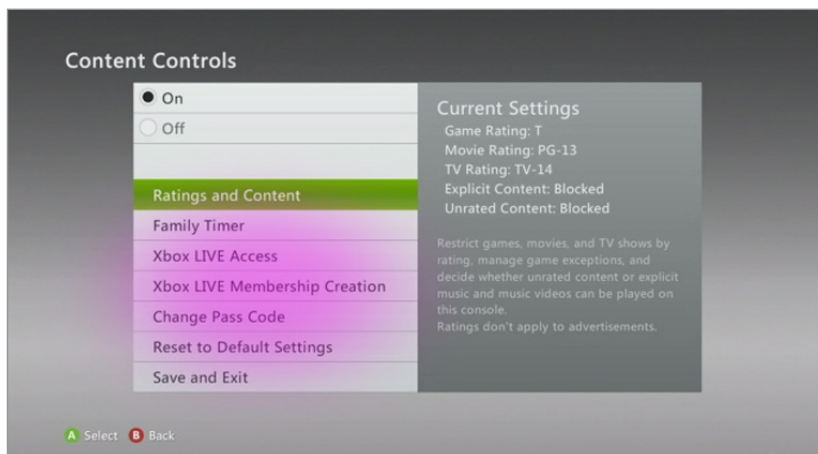 Content Controls
On
Off
Ratings and Content
Family Timer
Xbox LIVE Access
Xbox LIVE Membership Creation
Change Pass Code
Reset to Default Settings
Save and Exit
Current Settings
Game Rating: T
Movie Rating: PG-13
TV Rating: TV-14
Explicit Content: Blocked
Unrated Content: Blocked
Restrict games, movies, and TV shows by
rating, manage game exceptions, and
decide whether unrated content or explicit
music and music videos can be played on
this console.
Ratings don't apply to advertisements.
A Select B Back